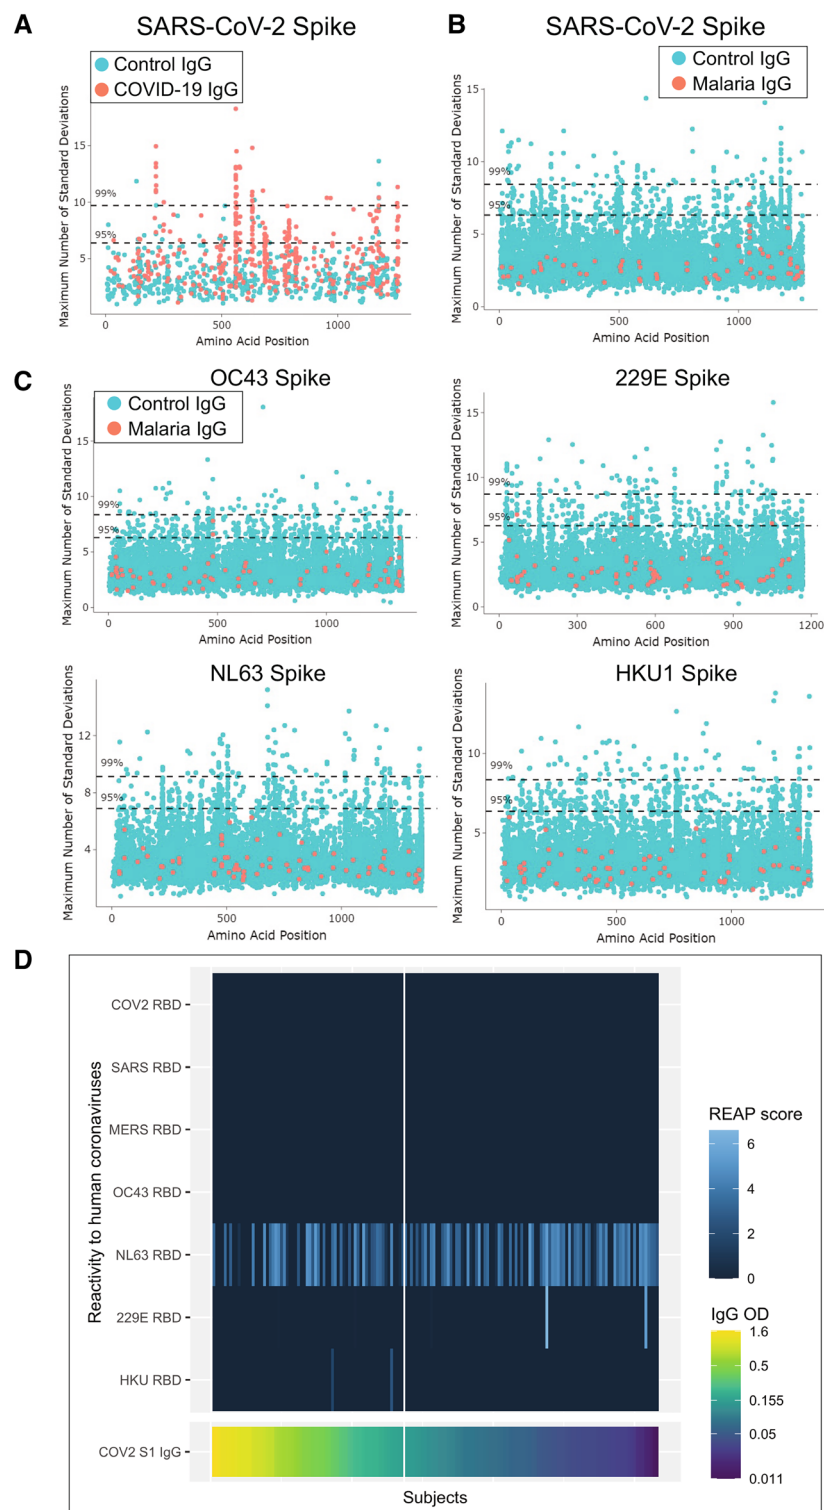 A
SARS-CoV-2 Spike
Control IgG
COVID-19 IgG
Maximum Number of Standard Deviations
15
10
5
99%
95%
0
500
1000
Amino Acid Position
B
SARS-CoV-2 Spike
Control IgG
Malaria IgG
Maximum Number of Standard Deviations
15
10
5
0
99%
95%
0
500
1000
Amino Acid Position
C
OC43 Spike
Control IgG
Malaria IgG
Maximum Number of Standard Deviations
15
10
5
0
99%
95%
0
500
1000
Amino Acid Position
229E Spike
Maximum Number of Standard Deviations
15
10
5
0
99%
95%
0
300
600
900
1200
Amino Acid Position
NL63 Spike
Maximum Number of Standard Deviations
12
8
4
99%
95%
0
500
1000
Amino Acid Position
HKU1 Spike
Maximum Number of Standard Deviations
10
5
99%
95%
0
500
1000
Amino Acid Position
D
Reactivity to human coronaviruses
COV2 RBD
SARS RBD
MERS RBD
OC43 RBD
NL63 RBD
229E RBD
HKU RBD
COV2 S1 IgG
Subjects
REAP score
6
4
2
0
IgG OD
1.6
0.5
0.155
0.05
0.011